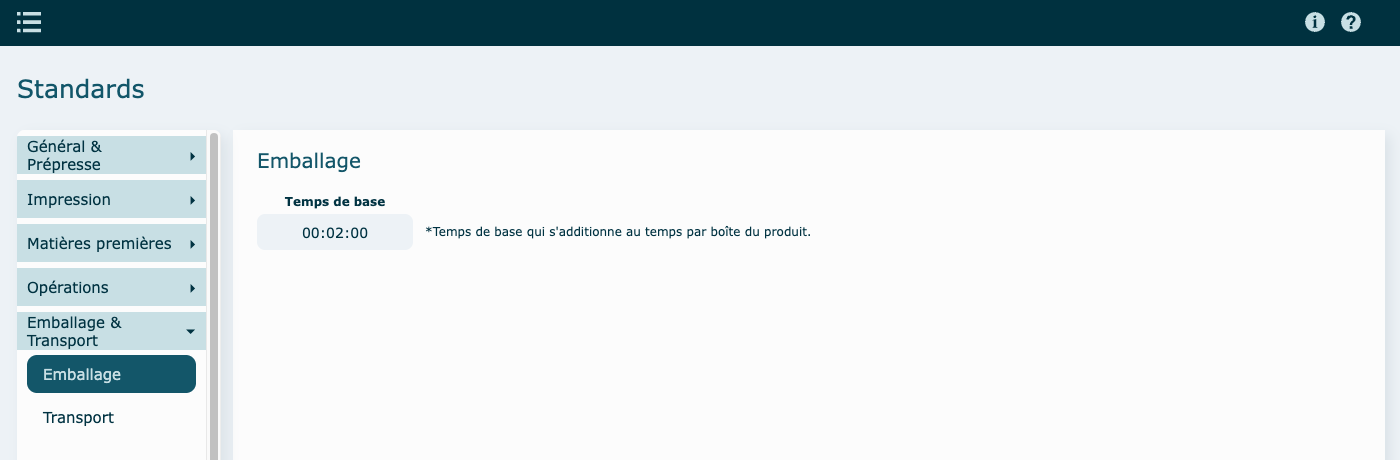 Standards
Général &
Prépresse
Impression
Matières premières
Opérations
Emballage &
Transport
Emballage
Transport
Emballage
Temps de base
00:02:00
*Temps de base qui s'additionne au temps par boîte du produit.